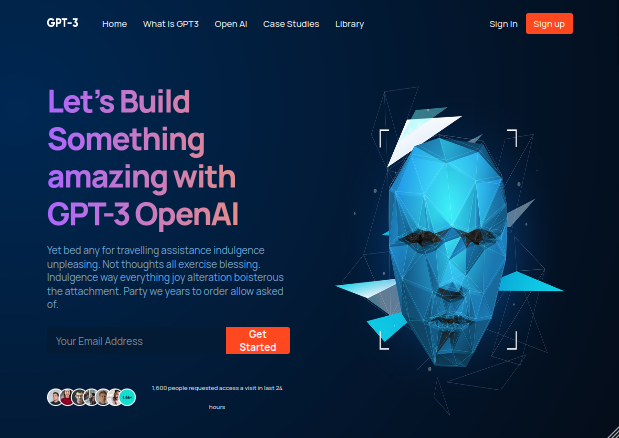 GPT-3 Home What is GPT3 Open AI Case Studies Library Sign in Sign up
Let's Build
Something
amazing with
GPT-3 OpenAI
Yet bed any for travelling assistance indulgence
unpleasing. Not thoughts all exercise blessing.
Indulgence way everything joy alteration boisterous
the attachment. Party we years to order allow asked
of.
Your Email Address
Get
Started
1,600 people requested access a visit in last 24
hours